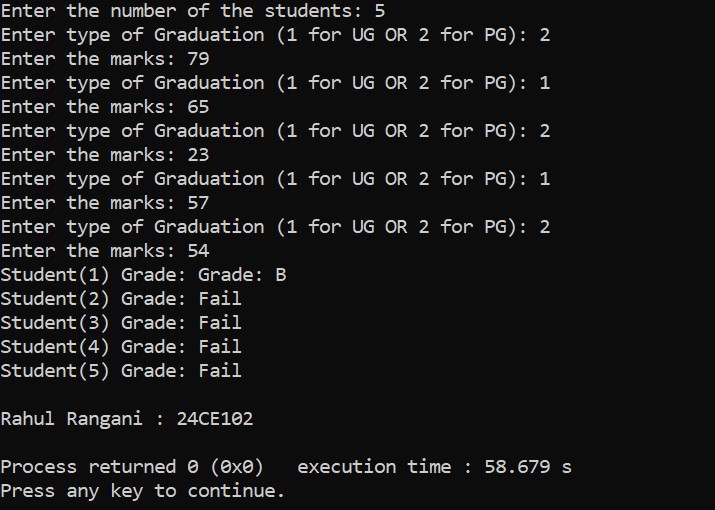 Enter the number of the students: 5
Enter type of Graduation (1 for UG OR 2 for PG): 2
Enter the marks: 79
Enter type of Graduation (1 for UG OR 2 for PG): 1
Enter the marks: 65
Enter type of Graduation (1 for UG OR 2 for PG): 2
Enter the marks: 23
Enter type of Graduation (1 for UG OR 2 for PG): 1
Enter the marks: 57
Enter type of Graduation (1 for UG OR 2 for PG): 2
Enter the marks: 54
Student(1) Grade: Grade: B
Student(2) Grade: Fail
Student(3) Grade: Fail
Student(4) Grade: Fail
Student(5) Grade: Fail
Rahul Rangani : 24CE102
Process returned 0 (0x0)   execution time : 58.679 s
Press any key to continue.